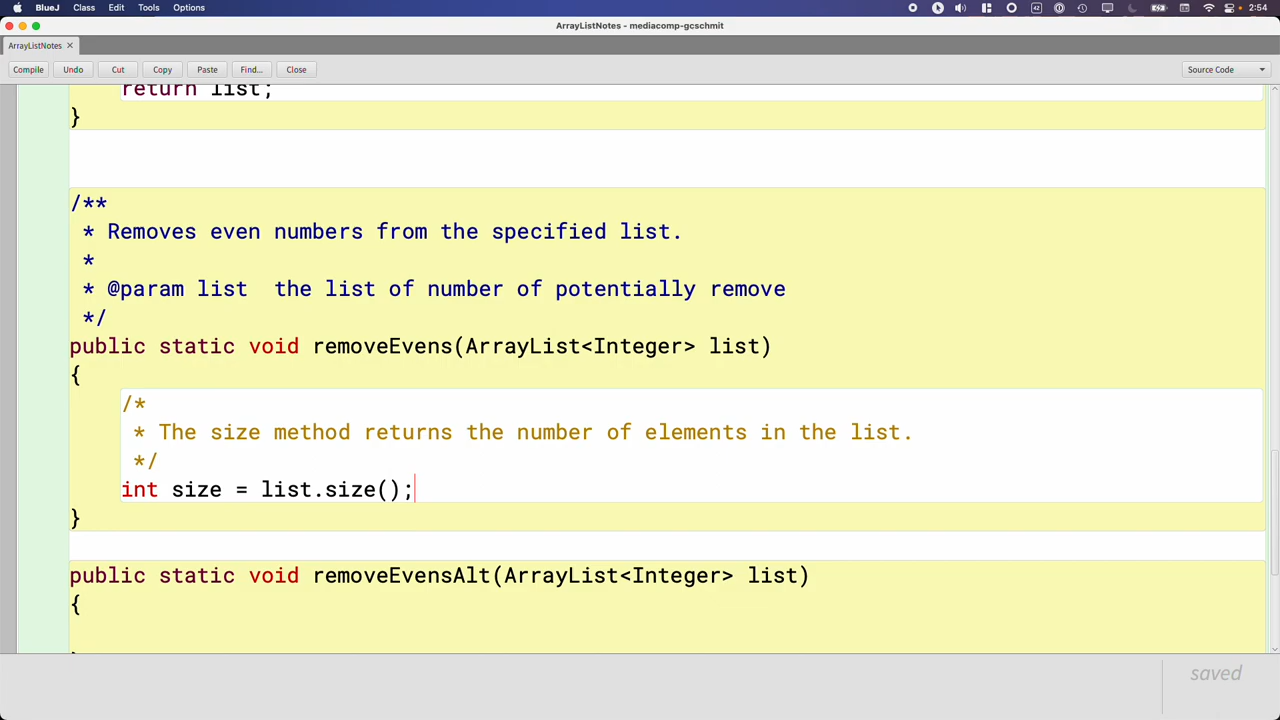 BlueJ Class Edit Tools Options 2:54
ArrayListNotes - mediacomp-gcschmit
ArrayListNotes ×
Compile Undo Cut Copy Paste Find... Close Source Code
return list;
}
/**
* Removes even numbers from the specified list.
*
* @param list  the list of number of potentially remove
*/
public static void removeEvens(ArrayList<Integer> list)
{
/*
* The size method returns the number of elements in the list.
*/
int size = list.size();
}
public static void removeEvensAlt(ArrayList<Integer> list)
{
saved